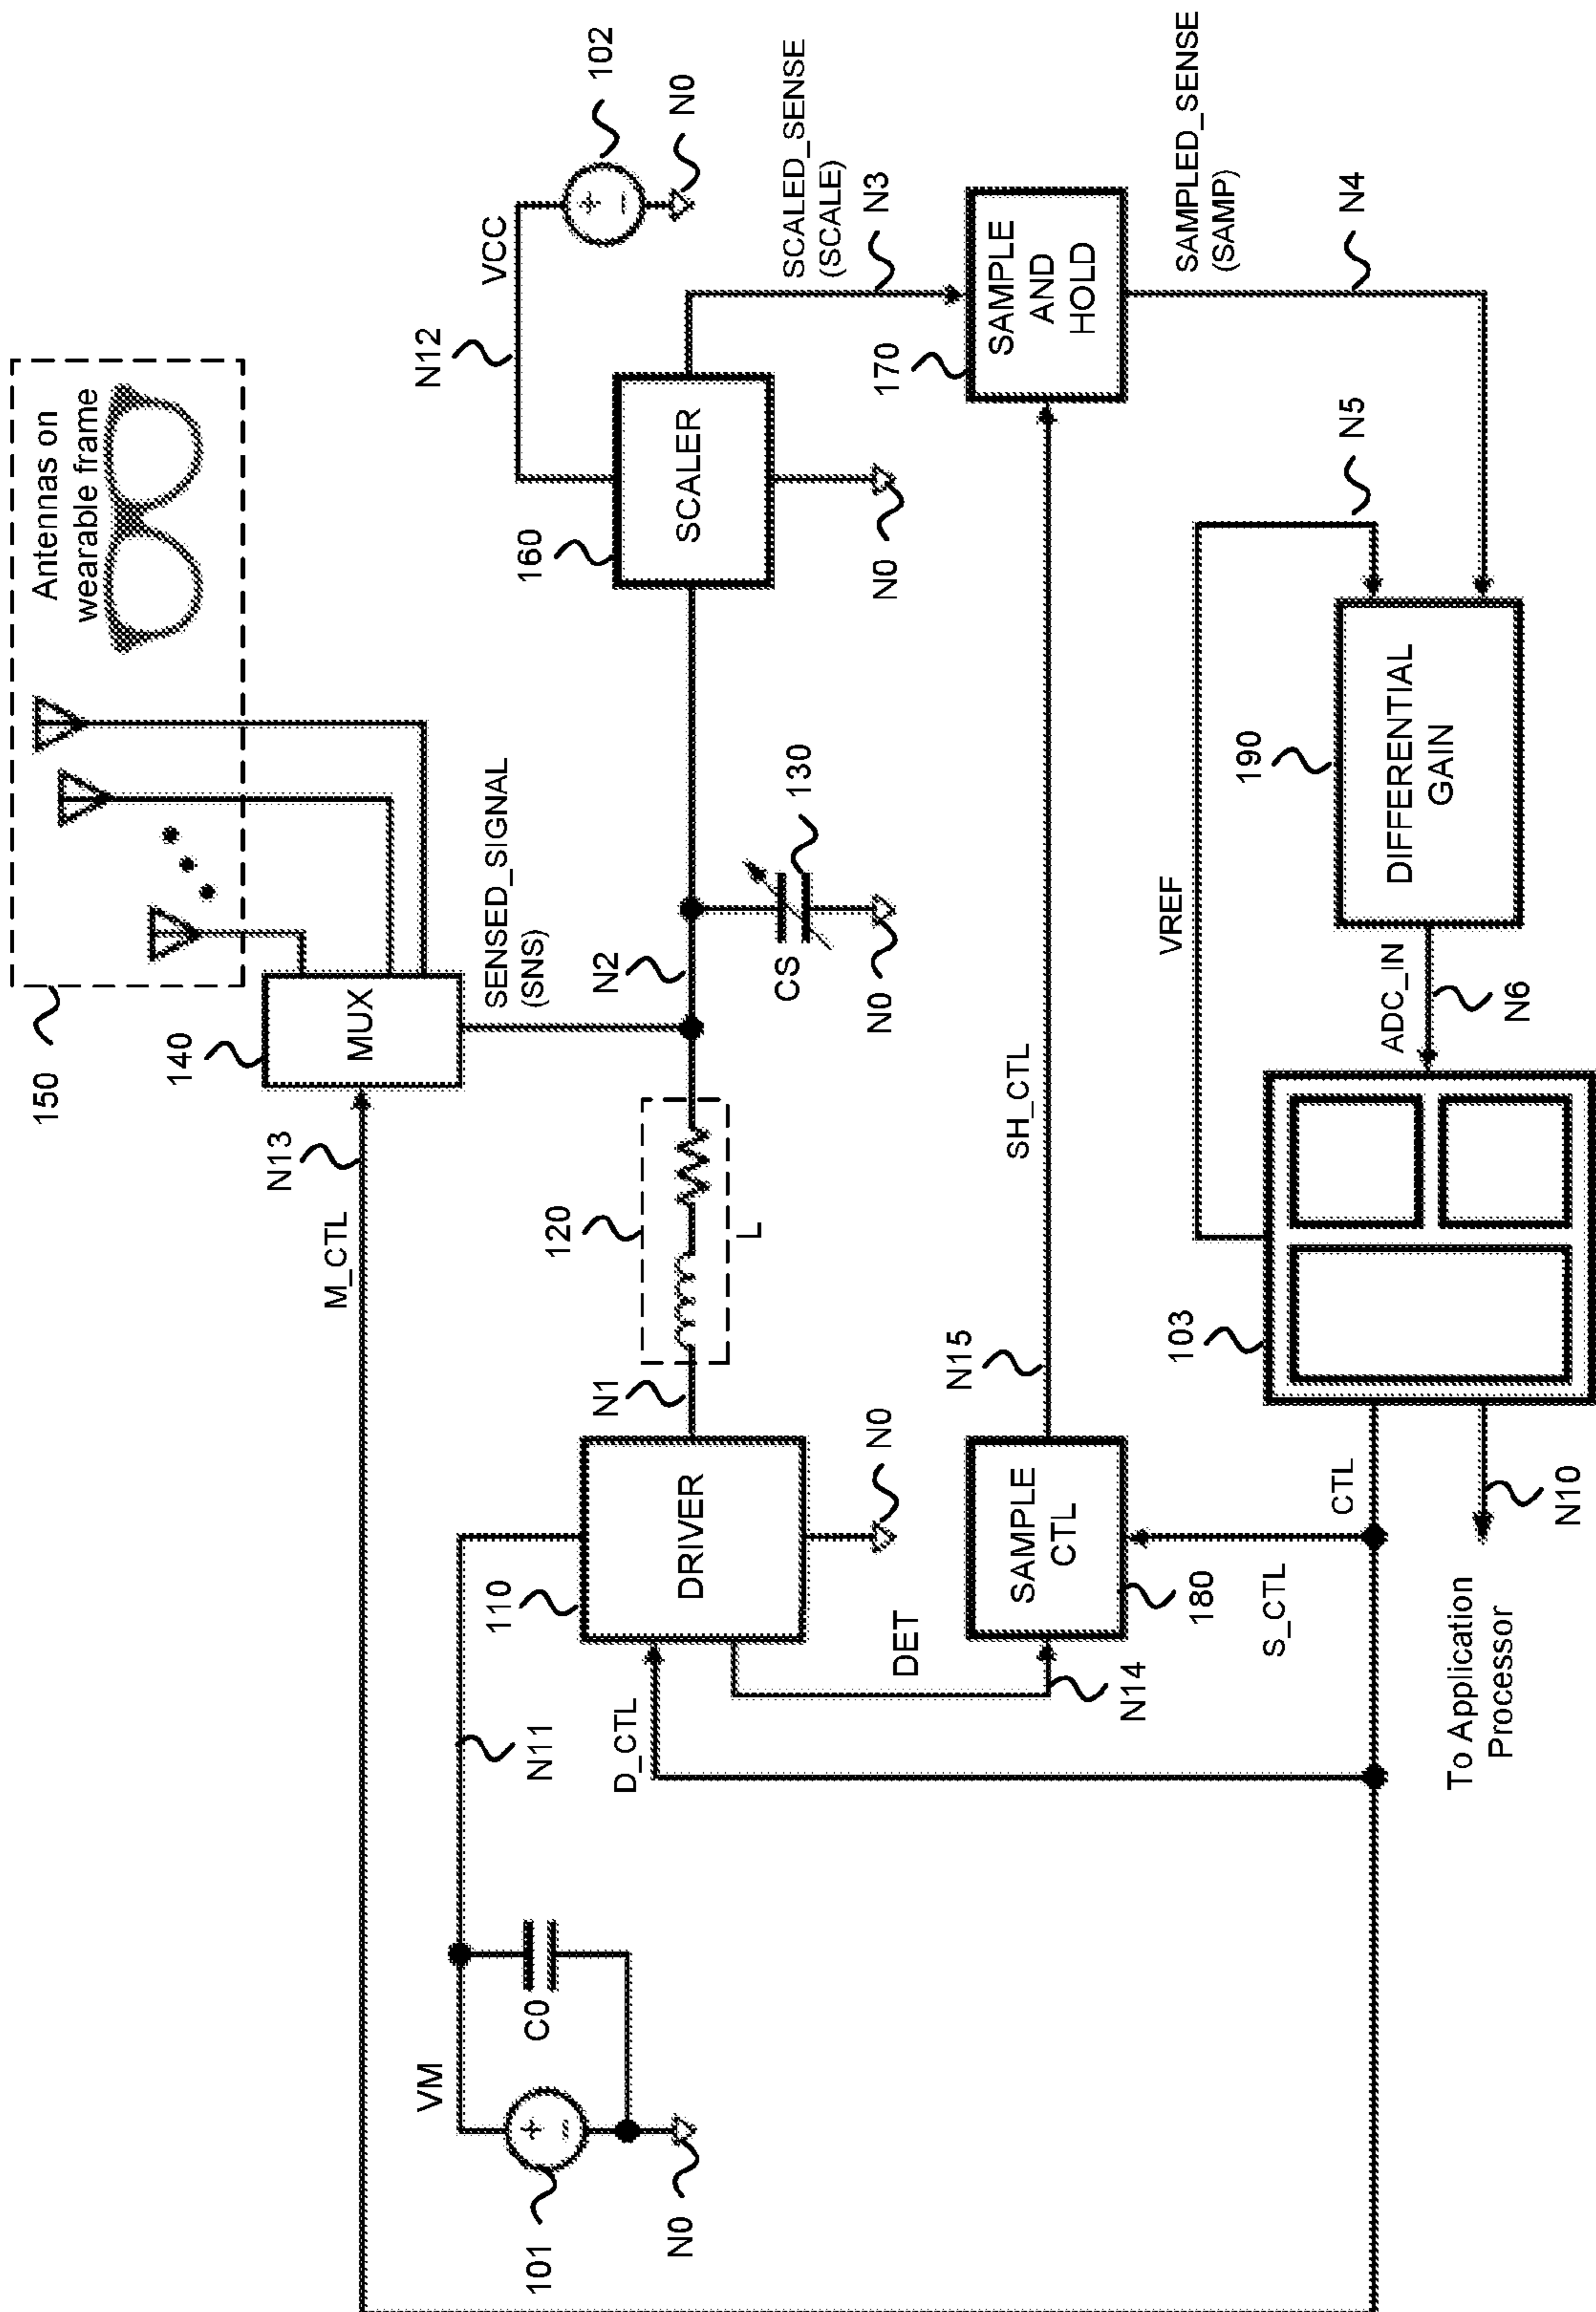 150
Antennas on
wearable frame
140
MUX
N13
M_CTL
SENSED_SIGNAL
(SNS)
N12
VCC
102
N0
VM
101
N0
C0
N11
110
DRIVER
D_CTL
N0
N1
120
L
N2
CS
130
N0
160
SCALER
N0
SCALED_SENSE
(SCALE)
N3
DET
N14
SAMPLE
CTL
180
S_CTL
N15
SH_CTL
170
SAMPLE
AND
HOLD
SAMPLED_SENSE
(SAMP)
N4
N5
VREF
190
DIFFERENTIAL
GAIN
ADC_IN
N6
103
CTL
N10
To Application
Processor